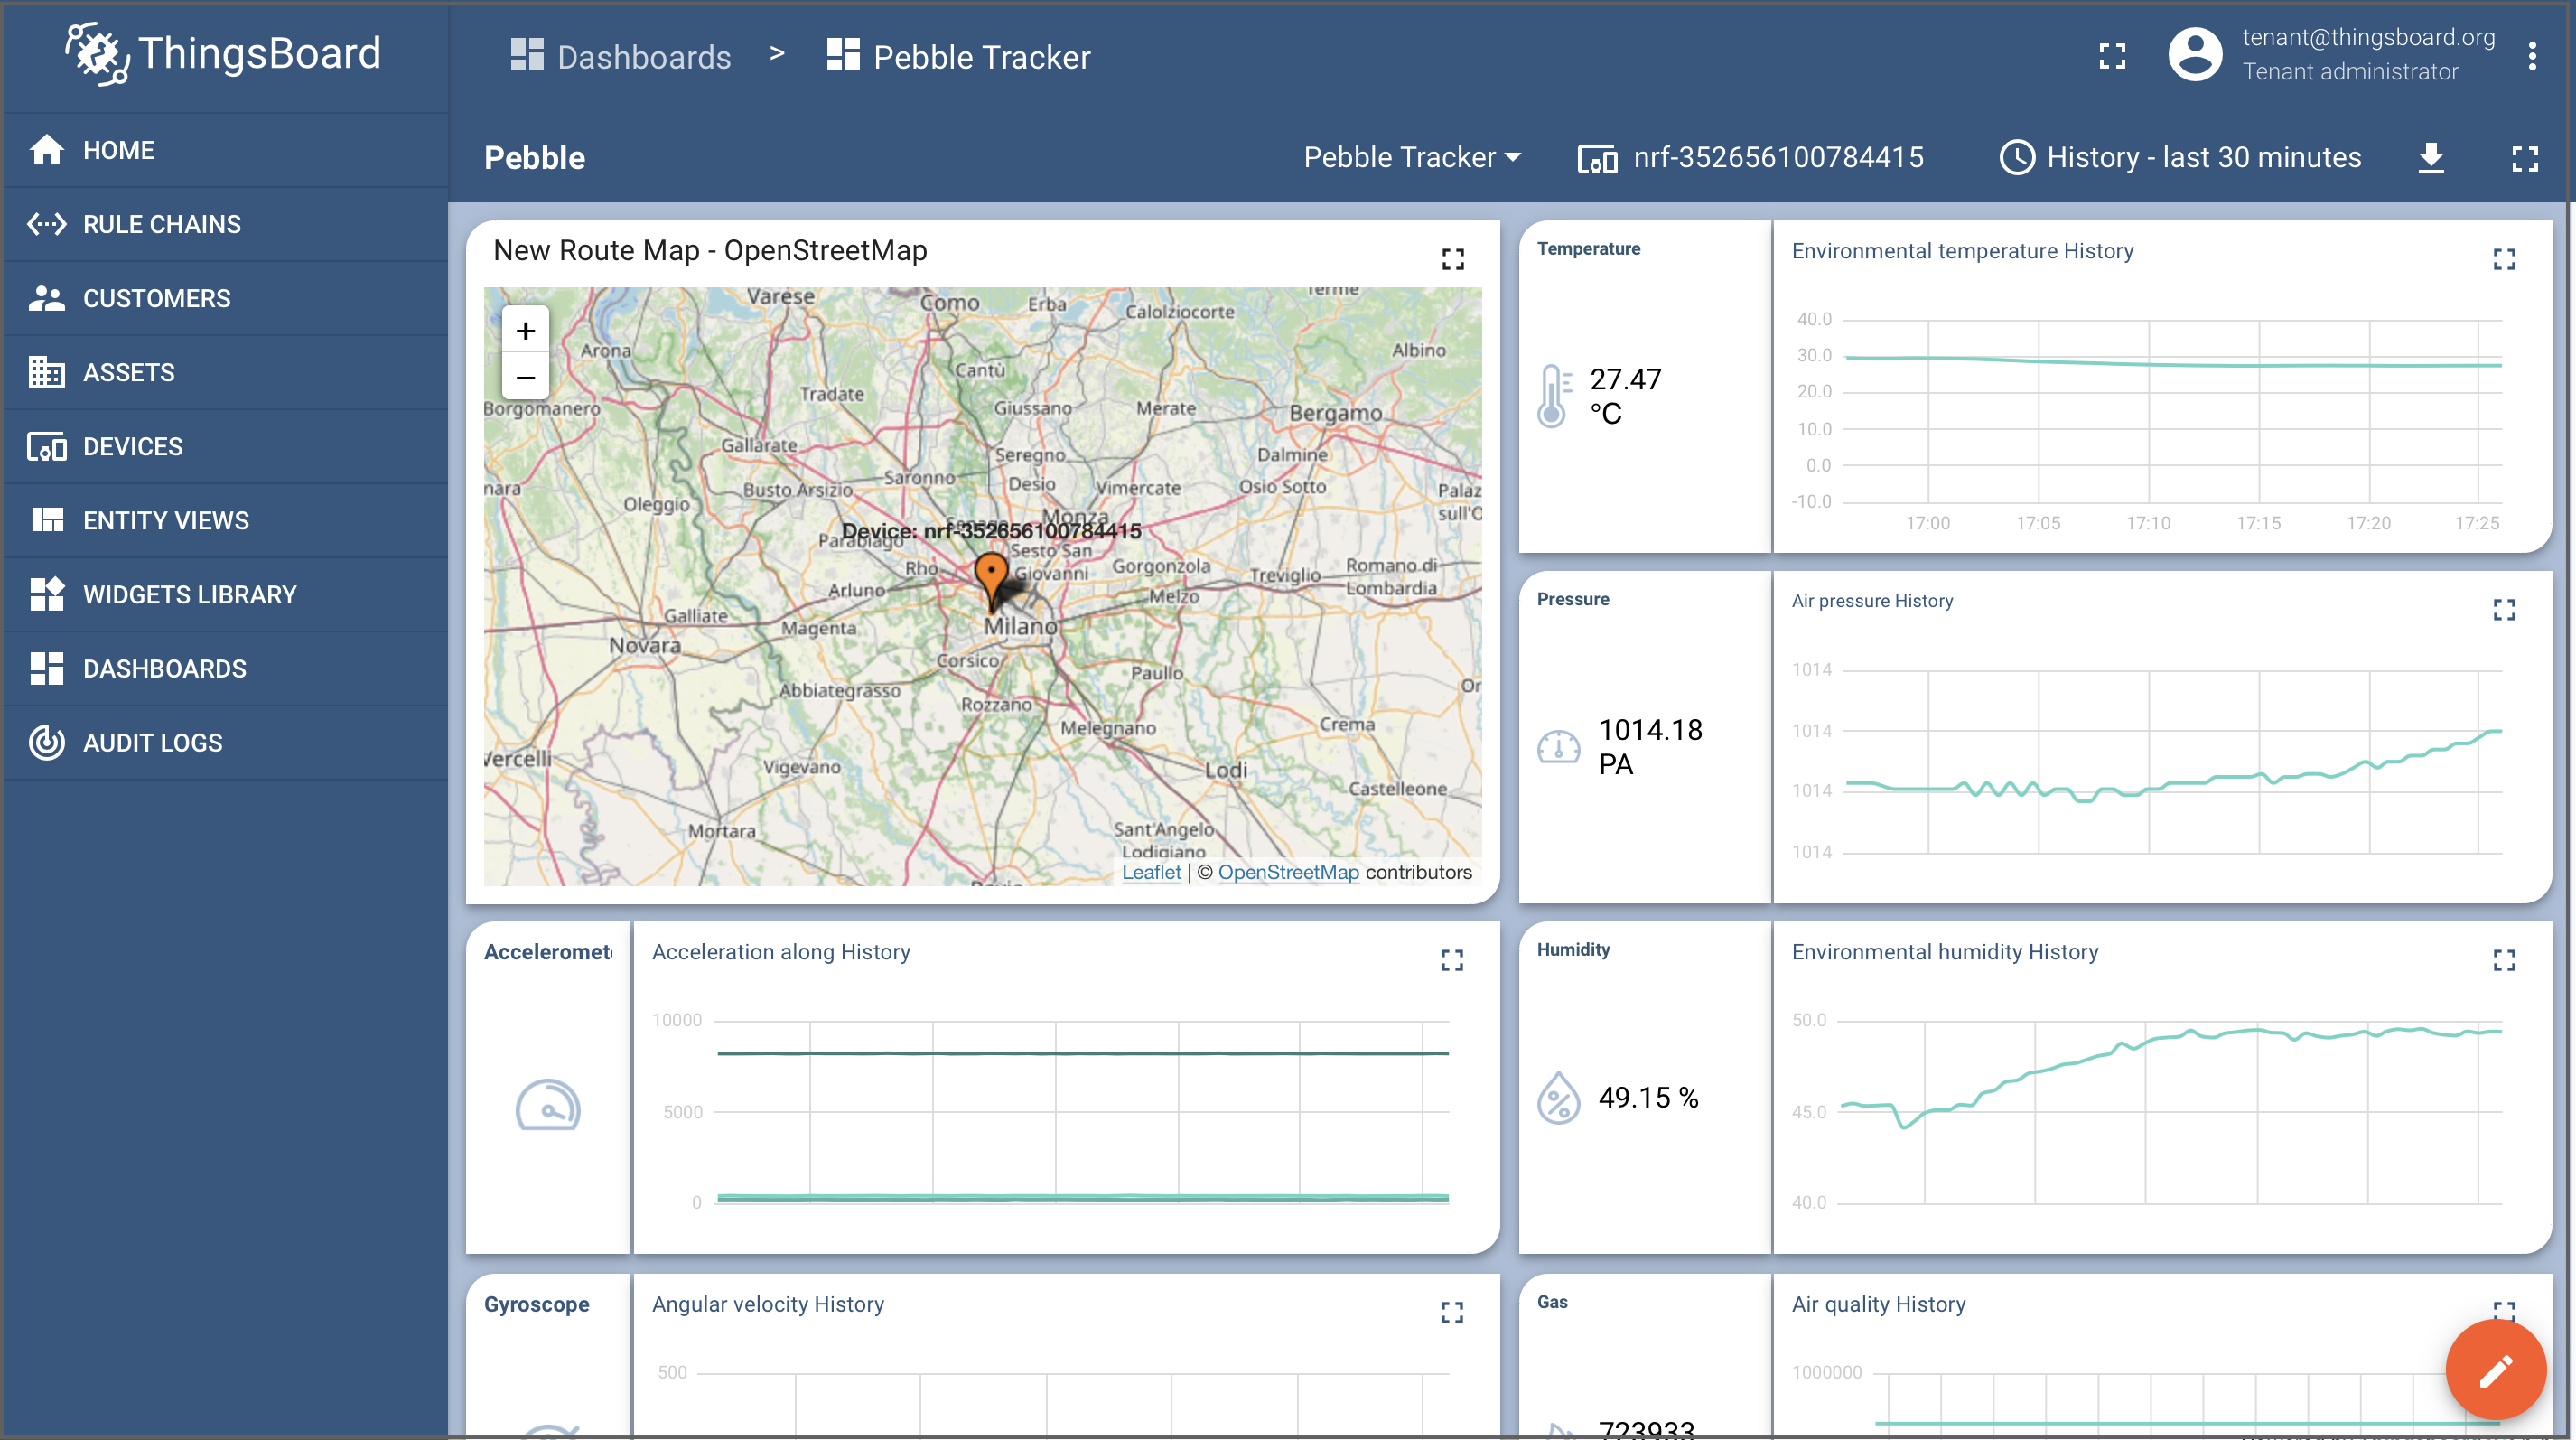 ThingsBoard
Dashboards > Pebble Tracker
tenant@thingsboard.org
Tenant administrator
HOME
RULE CHAINS
CUSTOMERS
ASSETS
DEVICES
ENTITY VIEWS
WIDGETS LIBRARY
DASHBOARDS
AUDIT LOGS
Pebble
Pebble Tracker
nrf-352656100784415
History - last 30 minutes
New Route Map - OpenStreetMap
+
−
Varese
Como
Erba
Calolziocorte
Terme
Arona
Albino
Cantù
Tradate
Borgomanero
Giussano
Merate
Bergamo
Gallarate
Seregno
Dalmine
Saronno
Desio
Vimercate
Osio Sotto
Busto Arsizio
nara
Oleggio
Palaz
sull'O
Monza
Device: nrf-352656100784415
Parabiago
Sesto San
Giovanni
Rho
Gorgonzola
Treviglio
Romano di
Lombardia
Arluno
Melzo
Galliate
Magenta
Milano
Novara
Corsico
Paullo
Abbiategrasso
Or
Rozzano
Melegnano
Crema
Vercelli
Vigevano
Lodi
Castelleone
Mortara
Sant'Angelo
Lodigiano
Leaflet | © OpenStreetMap contributors
Temperature
27.47
°C
Environmental temperature History
40.0
30.0
20.0
10.0
0.0
-10.0
17:00 17:05 17:10 17:15 17:20 17:25
Pressure
1014.18
PA
Air pressure History
1014
1014
1014
1014
Acceleromet
Acceleration along History
10000
5000
0
Humidity
49.15 %
Environmental humidity History
50.0
45.0
40.0
Gyroscope
Angular velocity History
500
Gas
723933
Air quality History
1000000